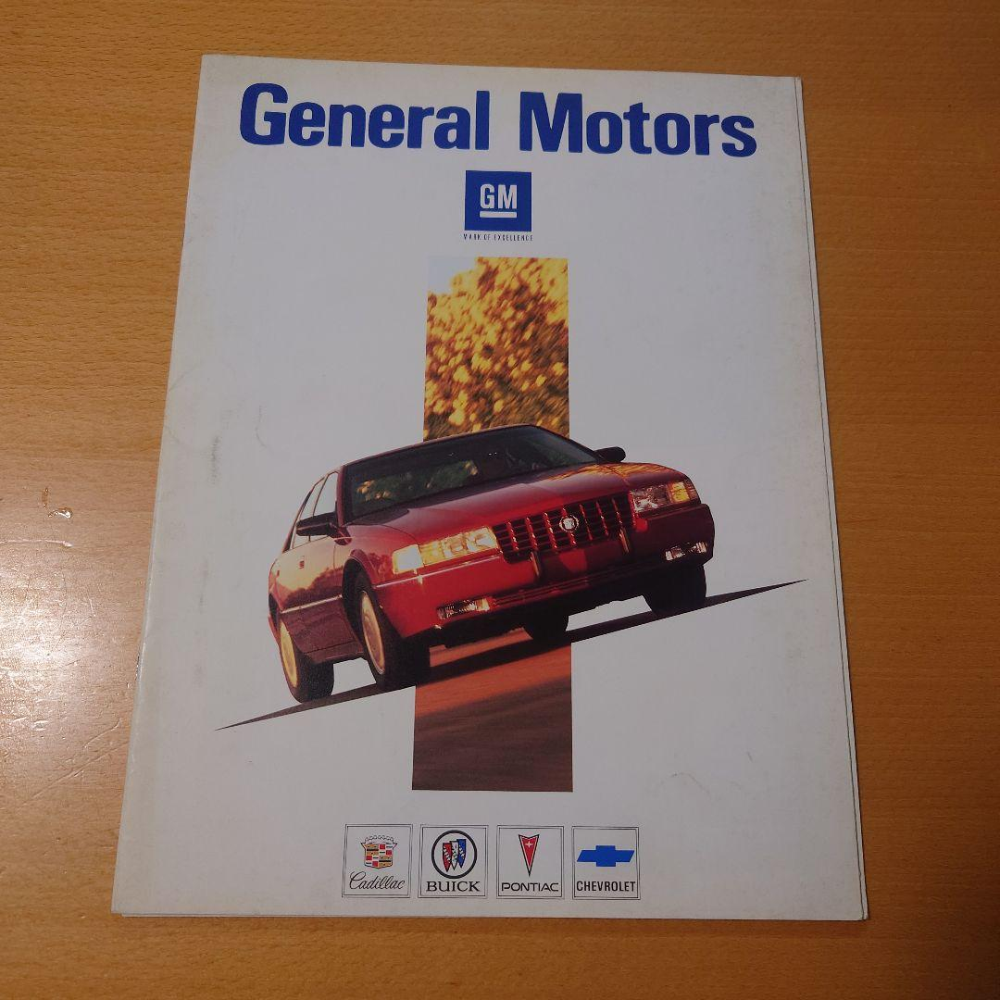 General Motors
GM
MARK OF EXCELLENCE
Cadillac
BUICK
PONTIAC
CHEVROLET